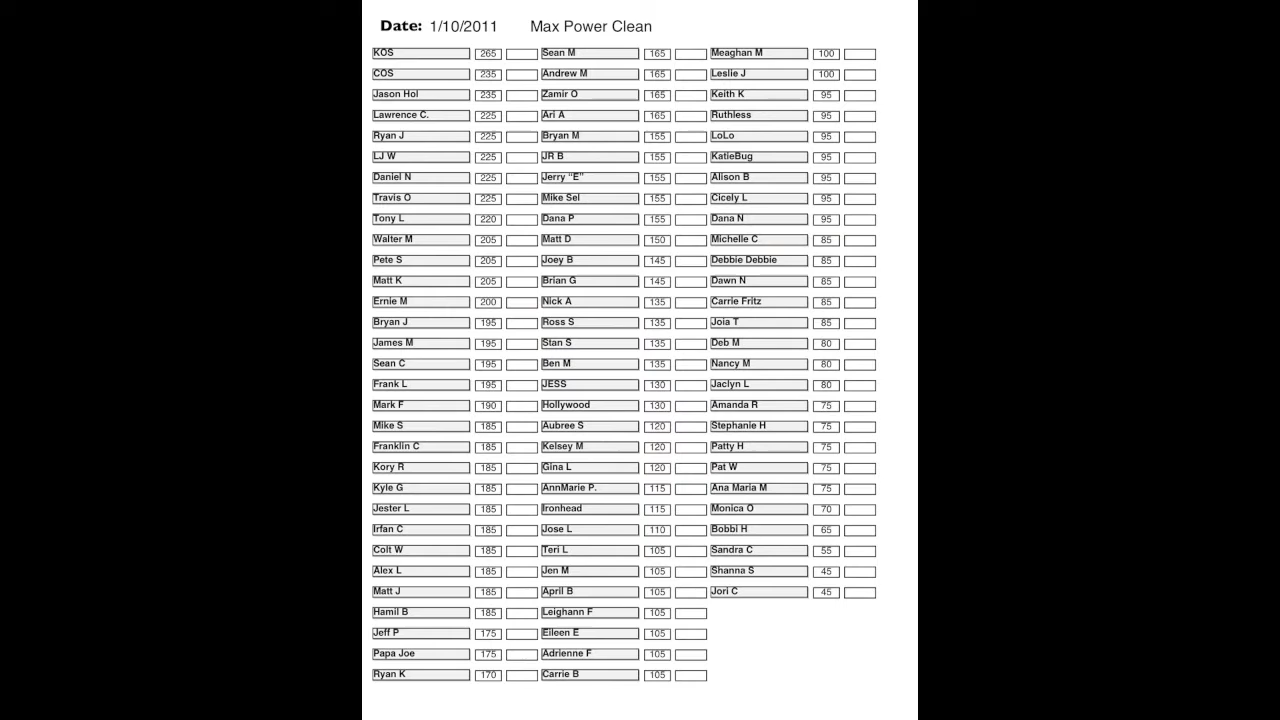 Date: 1/10/2011 Max Power Clean
KOS 265 Sean M 165 Meaghan M 100
COS 235 Andrew M 165 Leslie J 100
Jason Hol 235 Zamir O 165 Keith K 95
Lawrence C. 225 Ari A 165 Ruthless 95
Ryan J 225 Bryan M 155 LoLo 95
LJ W 225 JR B 155 KatieBug 95
Daniel N 225 Jerry “E” 155 Alison B 95
Travis O 225 Mike Sel 155 Cicely L 95
Tony L 220 Dana P 155 Dana N 95
Walter M 205 Matt D 150 Michelle C 85
Pete S 205 Joey B 145 Debbie Debbie 85
Matt K 205 Brian G 145 Dawn N 85
Ernie M 200 Nick A 135 Carrie Fritz 85
Bryan J 195 Ross S 135 Joia T 85
James M 195 Stan S 135 Deb M 80
Sean C 195 Ben M 135 Nancy M 80
Frank L 195 JESS 130 Jaclyn L 80
Mark F 190 Hollywood 130 Amanda R 75
Mike S 185 Aubree S 120 Stephanie H 75
Franklin C 185 Kelsey M 120 Patty H 75
Kory R 185 Gina L 120 Pat W 75
Kyle G 185 AnnMarie P. 115 Ana Maria M 75
Jester L 185 Ironhead 115 Monica O 70
Irfan C 185 Jose L 110 Bobbi H 65
Colt W 185 Teri L 105 Sandra C 55
Alex L 185 Jen M 105 Shanna S 45
Matt J 185 April B 105 Jori C 45
Hamil B 185 Leighann F 105
Jeff P 175 Eileen E 105
Papa Joe 175 Adrienne F 105
Ryan K 170 Carrie B 105